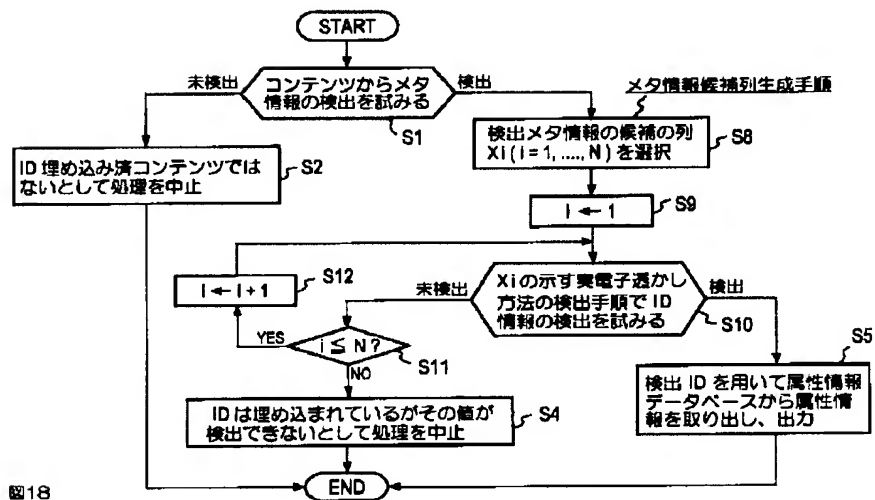 START
コンテンツからメタ
情報の検出を試みる
未検出
検出
S1
メタ情報候補列生成手順
ID 埋め込み済コンテンツでは
ないとして処理を中止
S2
検出メタ情報の候補の列
Xi ( i = 1, ...., N ) を選択
S8
I ← 1
S9
I ← I + 1
S12
Xi の示す実電子透かし
方法の検出手順で ID
情報の検出を試みる
未検出
検出
S10
i ≦ N ?
YES
NO
S11
S5
検出 ID を用いて属性情報
データベースから属性情
報を取り出し、出力
ID は埋め込まれているがその値が
検出できないとして処理を中止
S4
END
図18